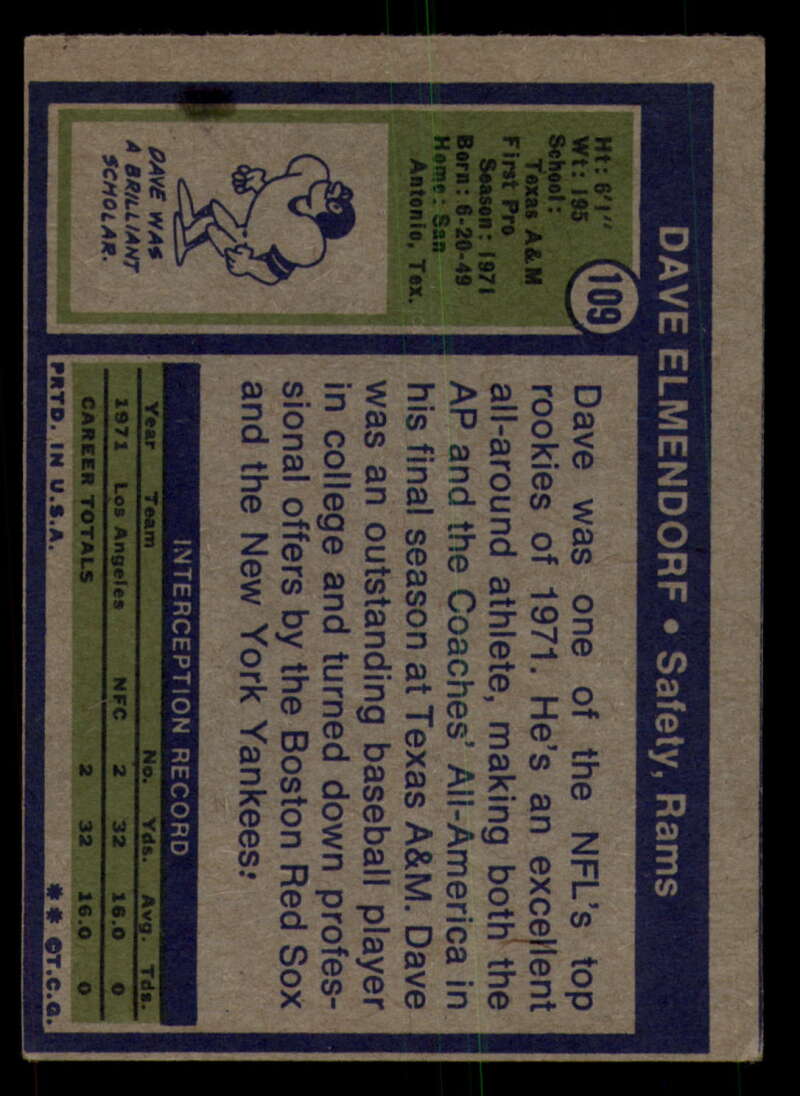 DAVE ELMENDORF • Safety, Rams
109
Ht: 6'1"
Wt: 195
School:
Texas A&M
First Pro
Season: 1971
Born: 6-20-49
Home: San
Antonio, Tex.
DAVE WAS
A BRILLIANT
SCHOLAR.
Dave was one of the NFL's top
rookies of 1971. He's an excellent
all-around athlete, making both the
AP and the Coaches' All-America in
his final season at Texas A&M. Dave
was an outstanding baseball player
in college and turned down profes-
sional offers by the Boston Red Sox
and the New York Yankees.
INTERCEPTION RECORD
Year Team No. Yds. Avg. Tds.
1971 Los Angeles NFC 2 32 16.0 0
CAREER TOTALS 2 32 16.0 0
PRTD. IN U.S.A. ** ©T.C.G.